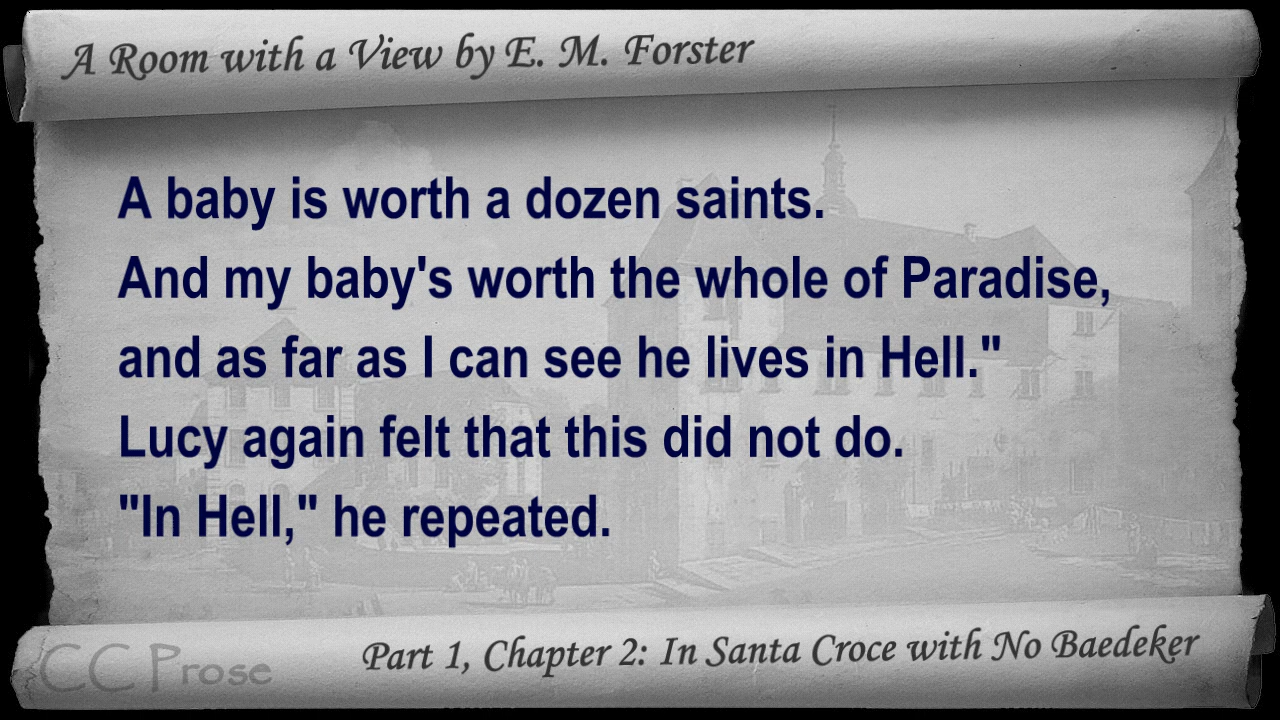 A Room with a View by E. M. Forster
A baby is worth a dozen saints.
And my baby's worth the whole of Paradise,
and as far as I can see he lives in Hell."
Lucy again felt that this did not do.
"In Hell," he repeated.
Part 1, Chapter 2: In Santa Croce with No Baedeker
CC Prose